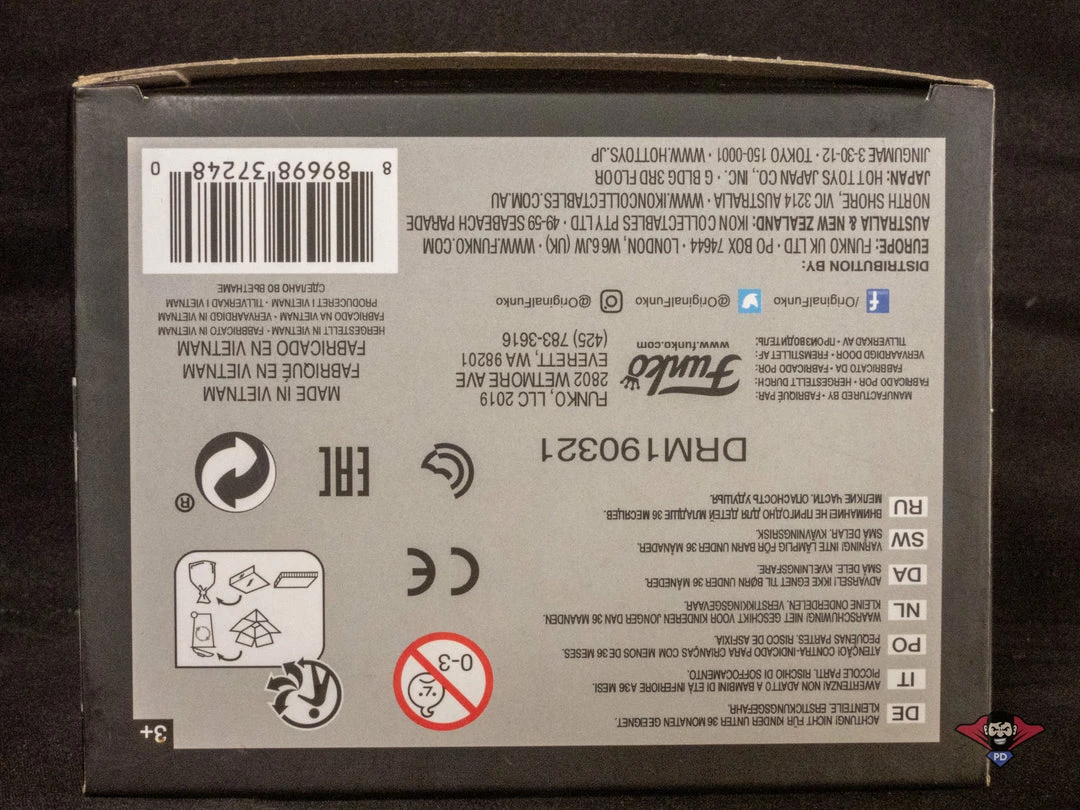 3+
DE ACHTUNG! NICHT FÜR KINDER UNTER 36 MONATEN GEEIGNET.
KLEINTEILE. ERSTICKUNGSGEFAHR.
IT AVVERTENZA! NON ADATTO A BAMBINI DI ETÀ INFERIORE A 36 MESI.
PICCOLE PARTI. RISCHIO DI SOFFOCAMENTO.
PO ATENÇÃO! CONTRA-INDICADO PARA CRIANÇAS COM MENOS DE 36 MESES.
PEQUENAS PARTES. RISCO DE ASFIXIA.
NL WAARSCHUWING! NIET GESCHIKT VOOR KINDEREN JONGER DAN 36 MAANDEN.
KLEINE ONDERDELEN. VERSTIKKINGSGEVAAR.
DA ADVARSEL! IKKE EGNET TIL BØRN UNDER 36 MÅNEDER.
SMÅ DELE. KVÆLNINGSFARE.
SW VARNING! INTE LÄMPLIG FÖR BARN UNDER 36 MÅNADER.
SMÅ DELAR. KVÄVNINGSRISK.
RU ВНИМАНИЕ! НЕ ПРИГОДНО ДЛЯ ДЕТЕЙ МЛАДШЕ 36 МЕСЯЦЕВ.
МЕЛКИЕ ЧАСТИ. ОПАСНОСТЬ УДУШЬЯ.
0-3
CE
EAC
®
DRM190321
MANUFACTURED BY · FABRIQUÉ PAR:
FABRICADO POR · HERGESTELLT DURCH:
FABRICATO DA · FABRICADO POR:
VERVAARDIGD DOOR · FREMSTILLET AF:
TILLVERKAD AV · ПРОИЗВОДИТЕЛЬ:
Funko
www.funko.com
FUNKO, LLC 2019
2802 WETMORE AVE
EVERETT, WA 98201
(425) 783-3616
/OriginalFunko @OriginalFunko @OriginalFunko
DISTRIBUTION BY:
EUROPE: FUNKO UK LTD · PO BOX 74644 · LONDON, W6 6JW (UK) · WWW.FUNKO.COM
AUSTRALIA & NEW ZEALAND: IKON COLLECTABLES PTY LTD · 49-59 SEABEACH PARADE
NORTH SHORE, VIC 3214 AUSTRALIA · WWW.IKONCOLLECTABLES.COM.AU
JAPAN: HOT TOYS JAPAN CO., INC. · G BLDG 3RD FLOOR
JINGUMAE 3-30-12 · TOKYO 150-0001 · WWW.HOTTOYS.JP
MADE IN VIETNAM
FABRIQUÉ EN VIETNAM
FABRICADO EN VIETNAM
HERGESTELLT IN VIETNAM · FABBRICATO IN VIETNAM
FABRICADO NA VIETNAM · VERVAARDIGD IN VIETNAM
PRODUCERET I VIETNAM · TILLVERKAD I VIETNAM
СДЕЛАНО ВО ВЬЕТНАМЕ
8 89698 37248 0
PD